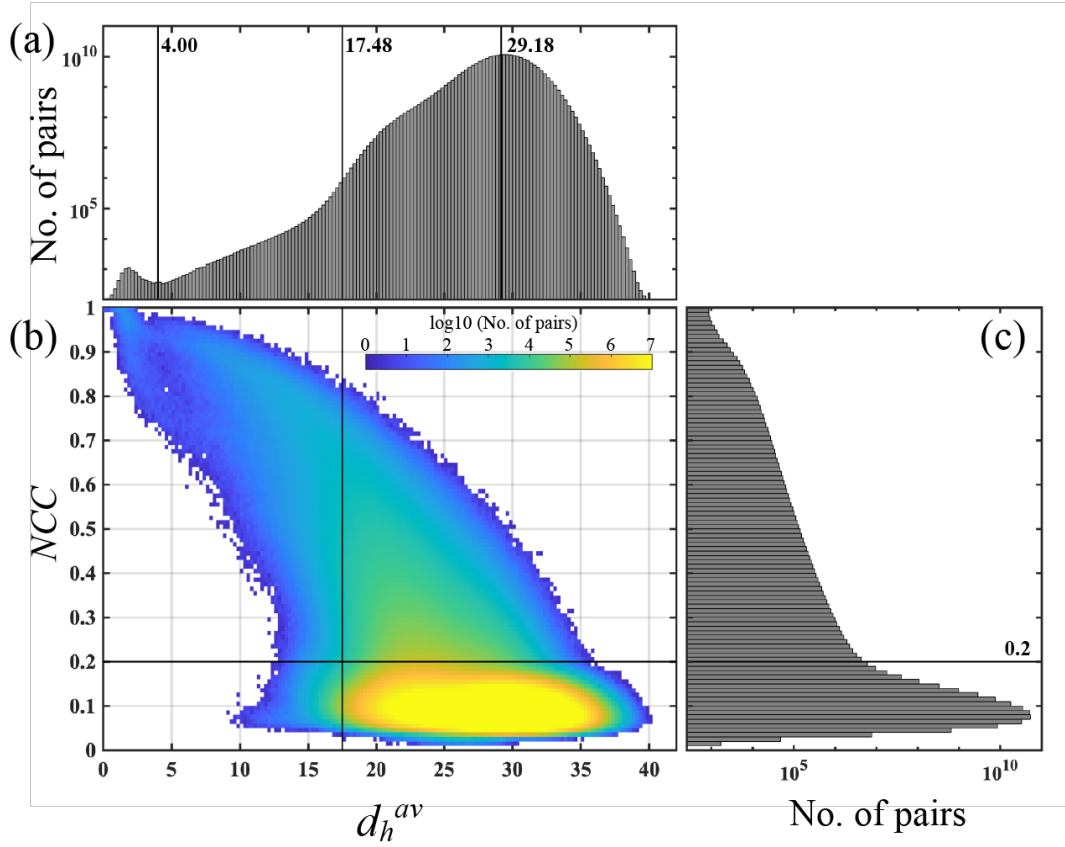 (a)
4.00 17.48 29.18
10^10
10^5
No. of pairs
(b)
log10 (No. of pairs)
0 1 2 3 4 5 6 7
1
0.9
0.8
0.7
0.6
0.5
0.4
0.3
0.2
0.1
0
NCC
0 5 10 15 20 25 30 35 40
d_h^av
(c)
0.2
10^5 10^10
No. of pairs